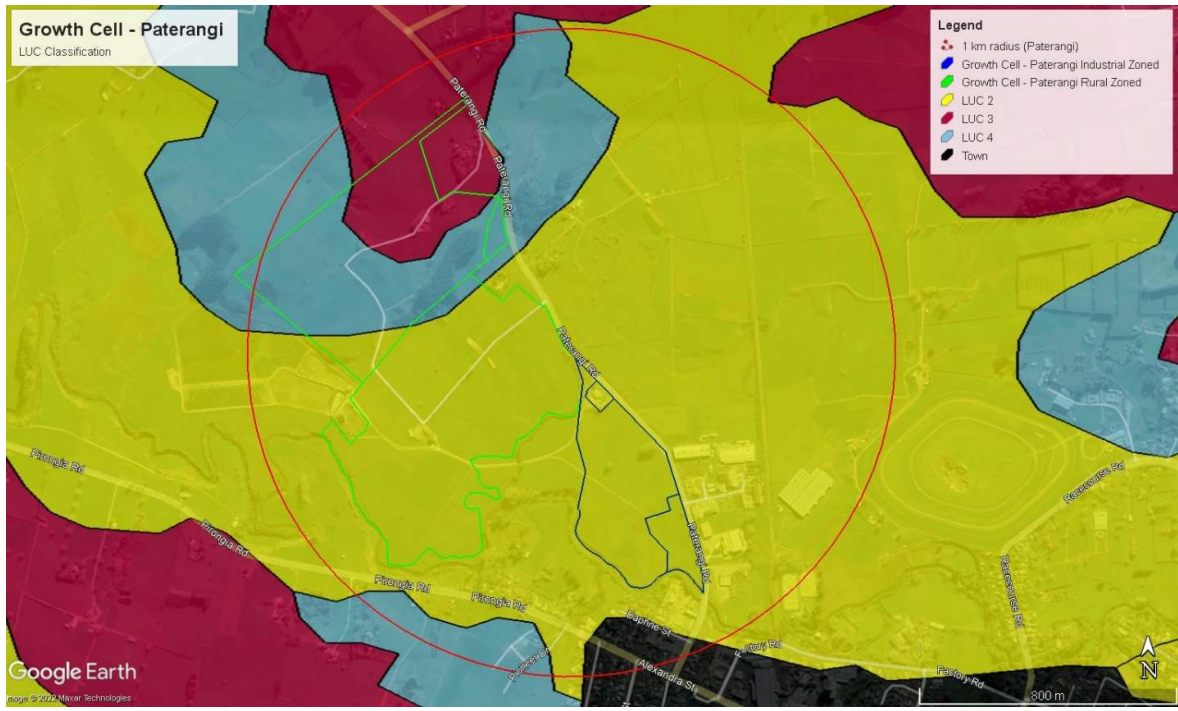 Growth Cell - Paterangi
LUC Classification
Legend
1 km radius (Paterangi)
Growth Cell - Paterangi Industrial Zoned
Growth Cell - Paterangi Rural Zoned
LUC 2
LUC 3
LUC 4
Town
Paterangi Rd
Paterangi Rd
Paterangi Rd
Paterangi Rd
Pirongia Rd
Pirongia Rd
Pirongia Rd
Pirongia Rd
Racecourse Rd
Racecourse Rd
Daphne St
Factory Rd
Factory Rd
Alexandra St
Pioneer Dr
N
800 m
Google Earth
Image © 2022 Maxar Technologies